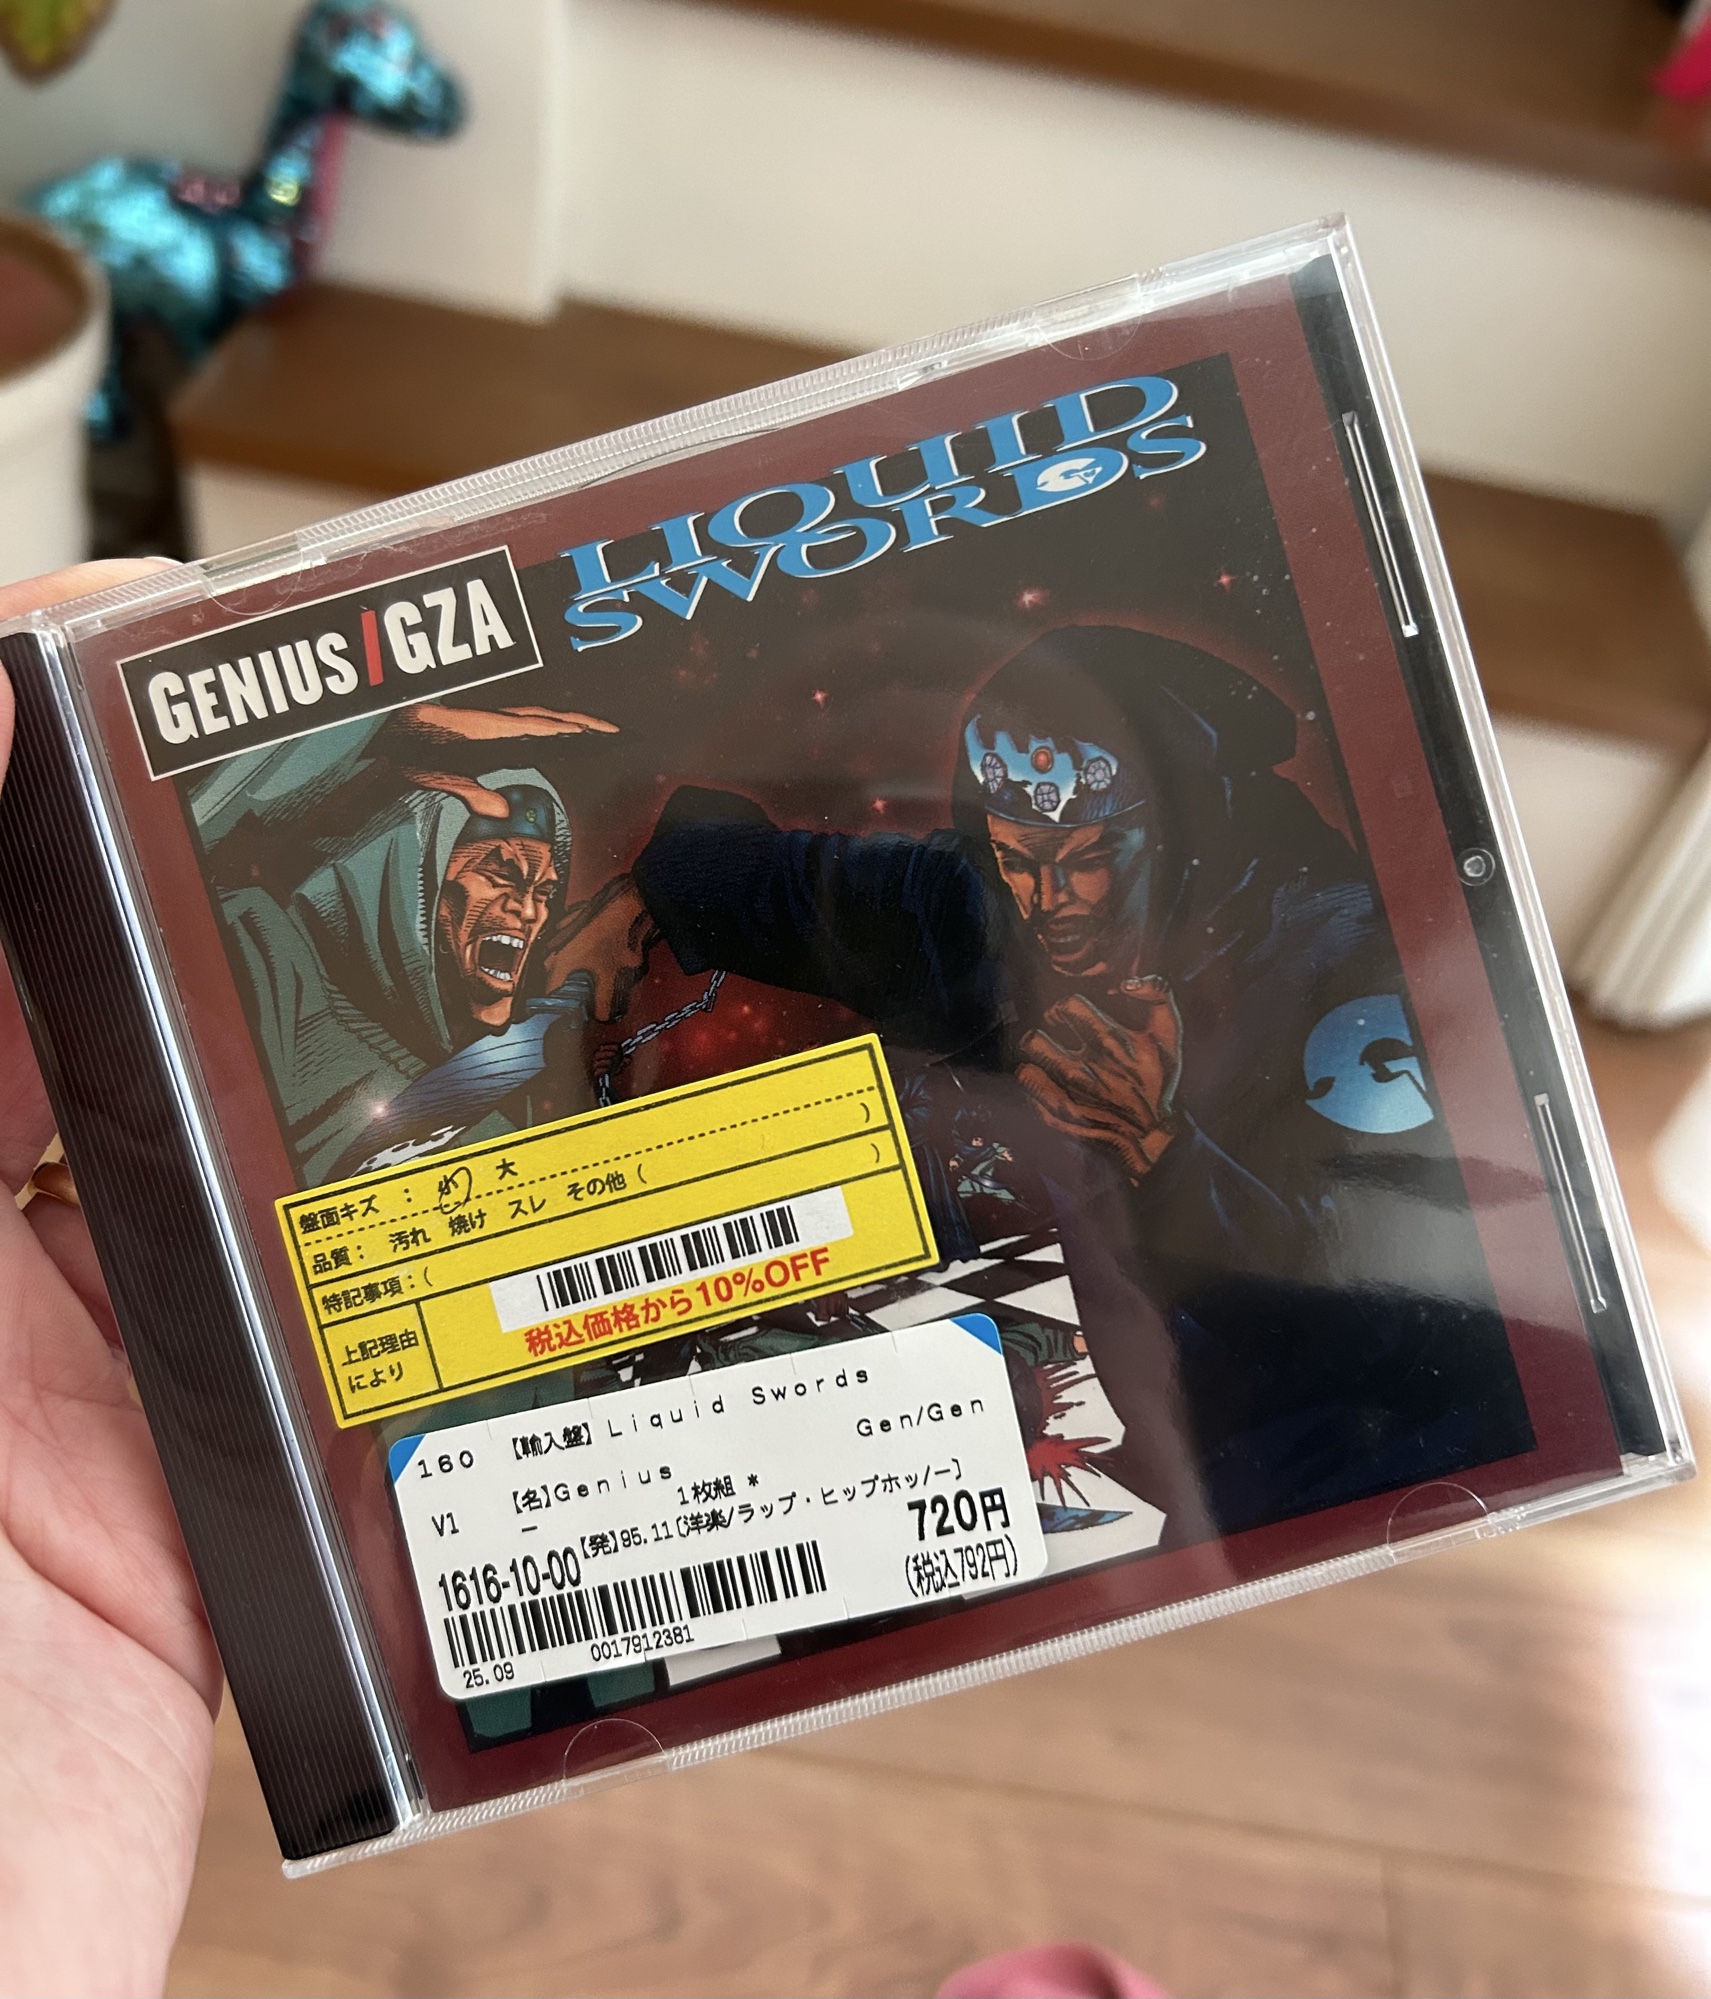 LIQUID
SWORDS
GENIUS/GZA
盤面キズ : 小 大
品質: 汚れ 焼け スレ その他( )
特記事項:( )
上記理由
により
税込価格から10%OFF
160 【輸入盤】Liquid Swords
Gen/Gen
V1 【名】Genius
1枚組 *
【発】95.11〔洋楽/ラップ・ヒップホッ/ー〕
1616-10-00
720円
(税込792円)
0017912381
25.09